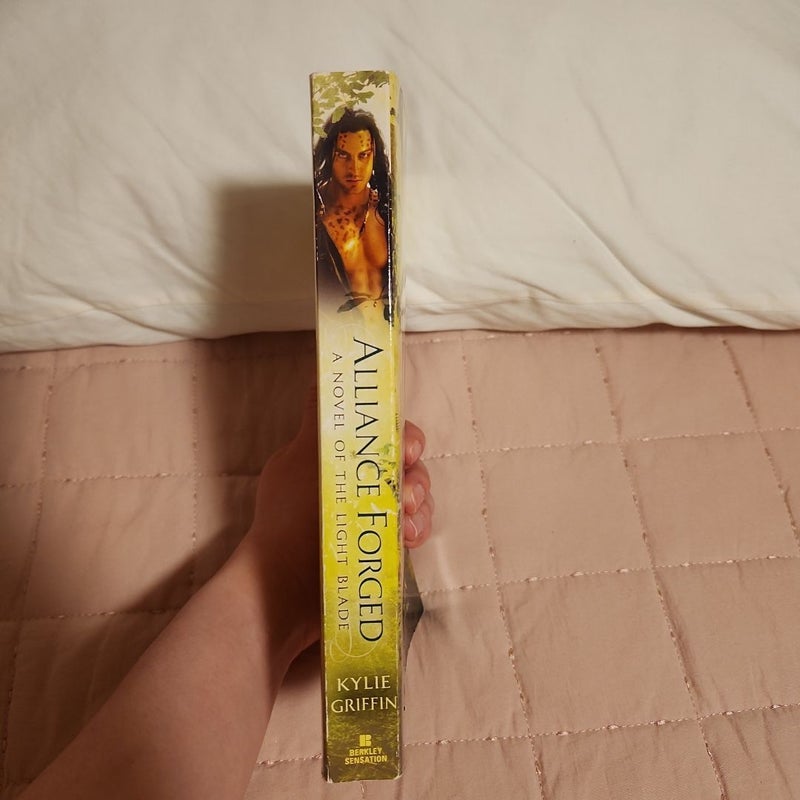 ALLIANCE FORGED
A NOVEL OF THE LIGHT BLADE
KYLIE
GRIFFIN
B
BERKLEY
SENSATION